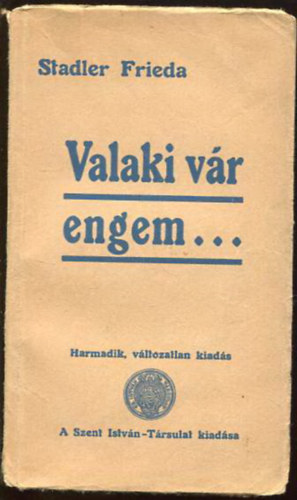 Stadler Frieda
Valaki vár
engem...
Harmadik, változatlan kiadás
A Szent István-Társulat kiadása